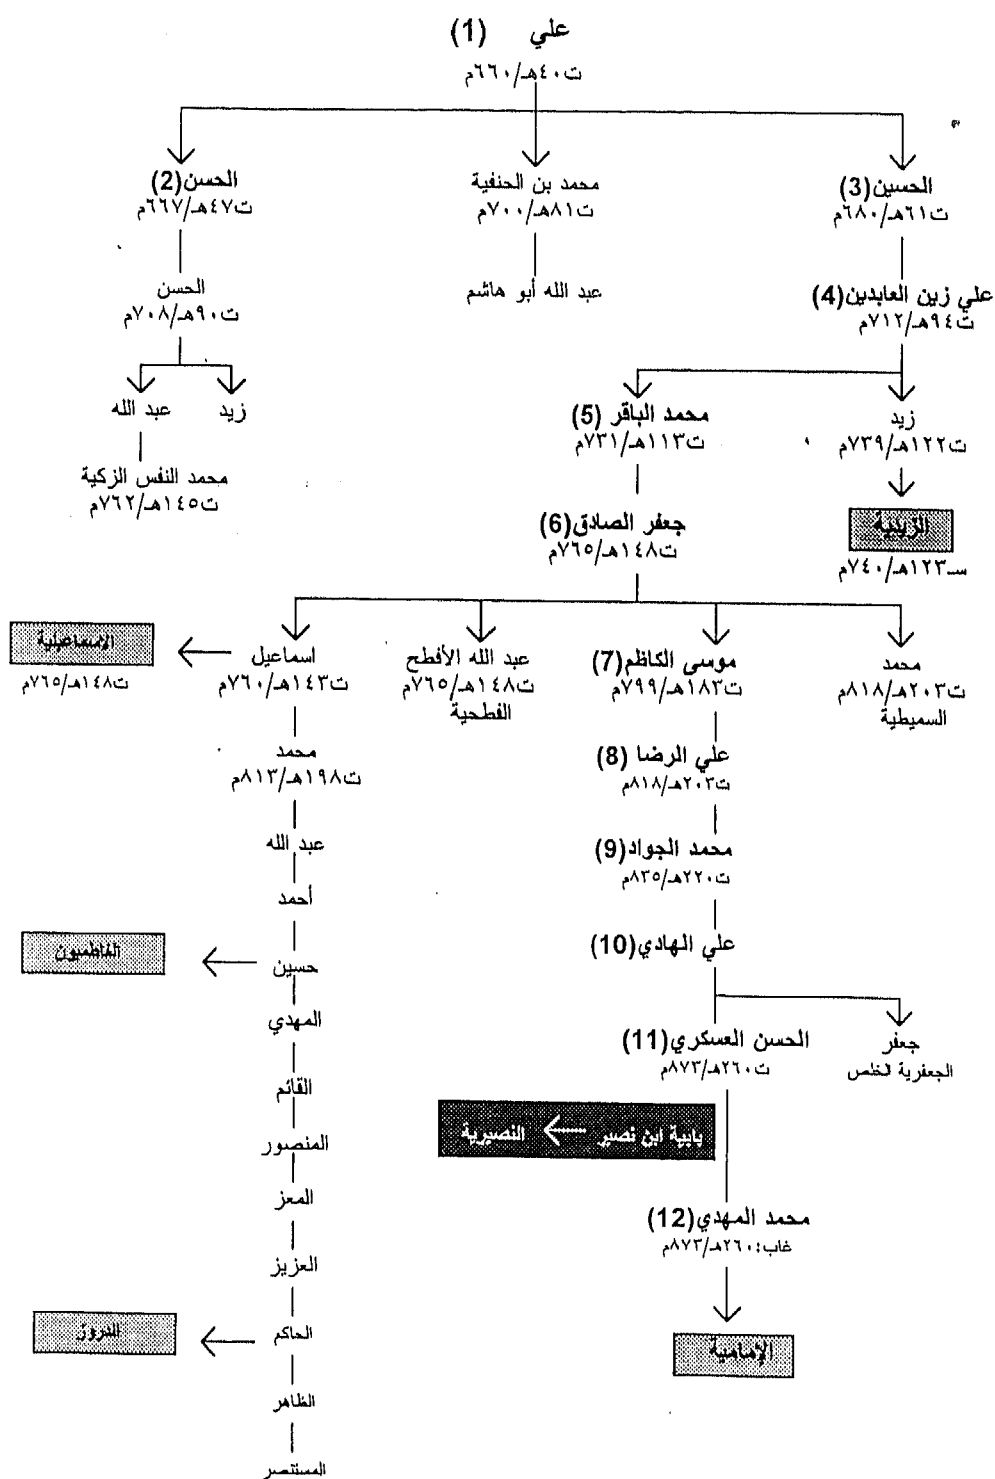 علي (1)
ت٤٠هـ/٦٦٠م
الحسين(3)
ت٦١هـ/٦٨٠م
محمد بن الحنفية
ت٨١هـ/٧٠٠م
الحسن(2)
ت٤٧هـ/٦٦٧م
علي زين العابدين(4)
ت٩٤هـ/٧١٢م
عبد الله أبو هاشم
الحسن
ت٩٠هـ/٧٠٨م
زيد
ت١٢٢هـ/٧٣٩م
محمد الباقر (5)
ت١١٣هـ/٧٣١م
زيد
عبد الله
محمد النفس الزكية
ت١٤٥هـ/٧٦٢م
الزيدية
سـ١٢٣هـ/٧٤٠م
جعفر الصادق(6)
ت١٤٨هـ/٧٦٥م
محمد
ت٢٠٣هـ/٨١٨م
السميطية
موسى الكاظم(7)
ت١٨٣هـ/٧٩٩م
عبد الله الأفطح
ت١٤٨هـ/٧٦٥م
الفطحية
اسماعيل
ت١٤٣هـ/٧٦٠م
الإسماعيلية
ت١٤٨هـ/٧٦٥م
علي الرضا (8)
ت٢٠٣هـ/٨١٨م
محمد الجواد(9)
ت٢٢٠هـ/٨٣٥م
علي الهادي(10)
جعفر
الجعفرية الخلص
الحسن العسكري(11)
ت٢٦٠هـ/٨٧٣م
بابية ابن نصير
النصيرية
محمد المهدي(12)
غاب:٢٦٠هـ/٨٧٣م
الإمامية
محمد
ت١٩٨هـ/٨١٣م
عبد الله
أحمد
حسين
الفاطميون
المهدي
القائم
المنصور
المعز
العزيز
الحاكم
الدروز
الظاهر
المستنصر